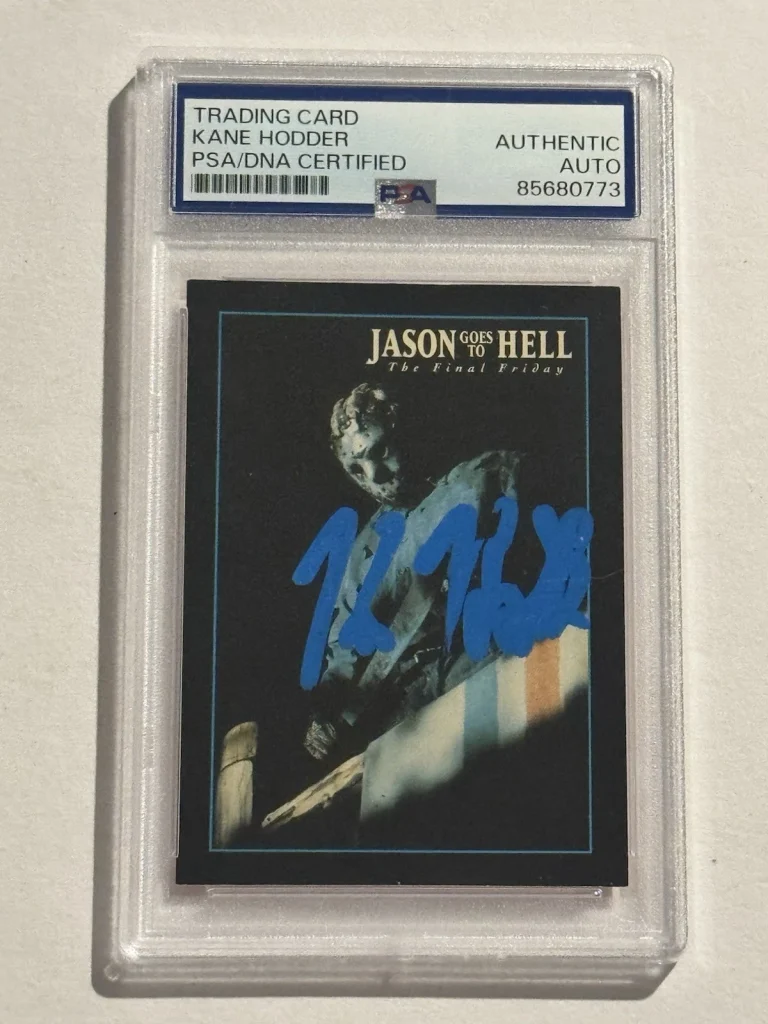 TRADING CARD
KANE HODDER
PSA/DNA CERTIFIED
AUTHENTIC
AUTO
85680773
PSA
JASON GOES TO HELL
The Final Friday